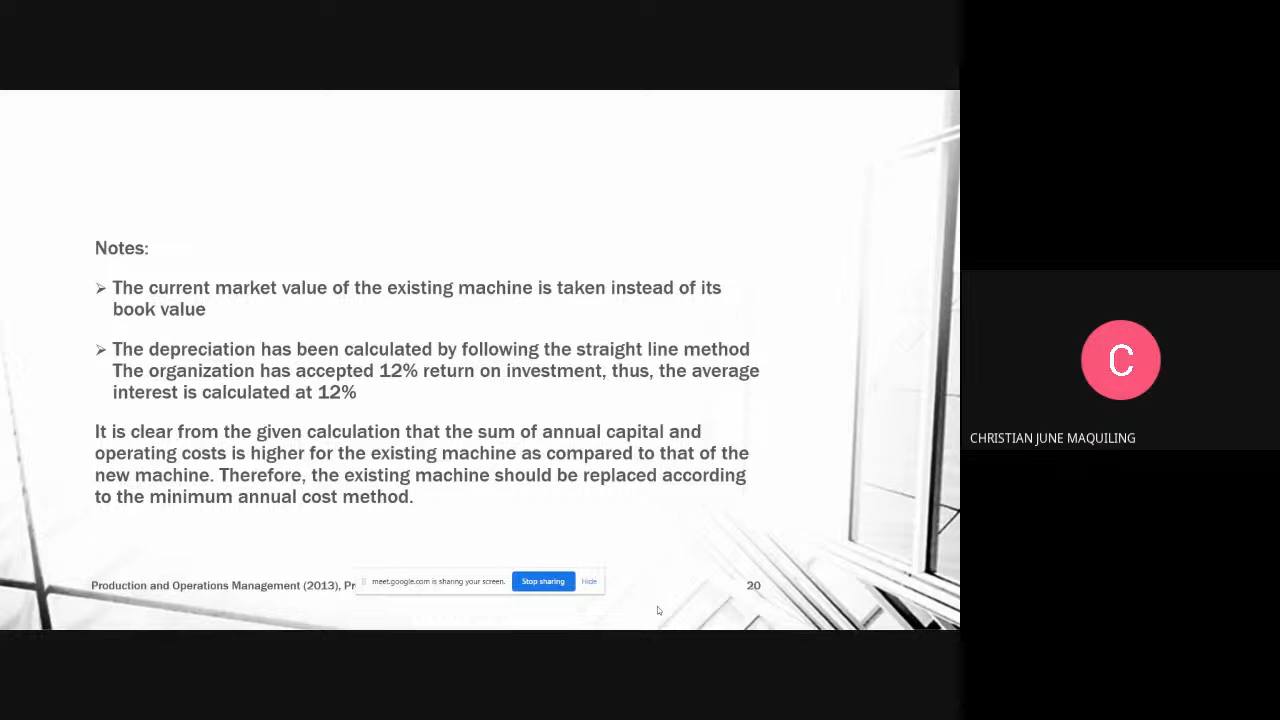 Notes:
➢ The current market value of the existing machine is taken instead of its
book value
➢ The depreciation has been calculated by following the straight line method
The organization has accepted 12% return on investment, thus, the average
interest is calculated at 12%
It is clear from the given calculation that the sum of annual capital and
operating costs is higher for the existing machine as compared to that of the
new machine. Therefore, the existing machine should be replaced according
to the minimum annual cost method.
Production and Operations Management (2013), Pr
meet.google.com is sharing your screen. Stop sharing Hide
20
C
CHRISTIAN JUNE MAQUILING